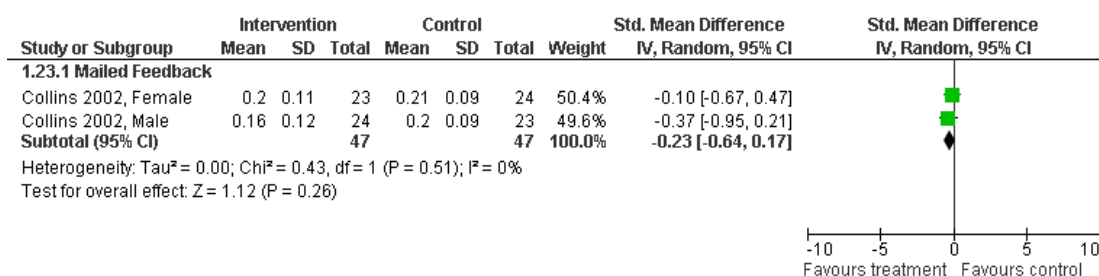 Intervention Control Std. Mean Difference Std. Mean Difference
Study or Subgroup Mean SD Total Mean SD Total Weight IV, Random, 95% CI IV, Random, 95% CI
1.23.1 Mailed Feedback
Collins 2002, Female 0.2 0.11 23 0.21 0.09 24 50.4% -0.10 [-0.67, 0.47]
Collins 2002, Male 0.16 0.12 24 0.2 0.09 23 49.6% -0.37 [-0.95, 0.21]
Subtotal (95% CI) 47 47 100.0% -0.23 [-0.64, 0.17]
Heterogeneity: Tau² = 0.00; Chi² = 0.43, df = 1 (P = 0.51); I² = 0%
Test for overall effect: Z = 1.12 (P = 0.26)
-10 -5 0 5 10
Favours treatment Favours control